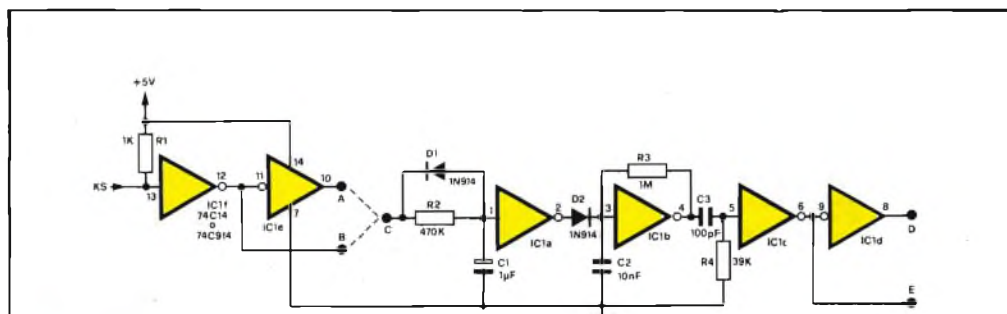 +5V
1K
R1
14
KS
13
12
IC1f
74C14
o
74C914
11
10
A
IC1e
7
B
C
D1
1N914
R2
470K
1
C1
1µF
2
IC1a
D2
1N914
R3
1M
3
4
IC1b
C2
10nF
C3
100pF
5
R4
39K
6
IC1c
9
8
IC1d
D
E